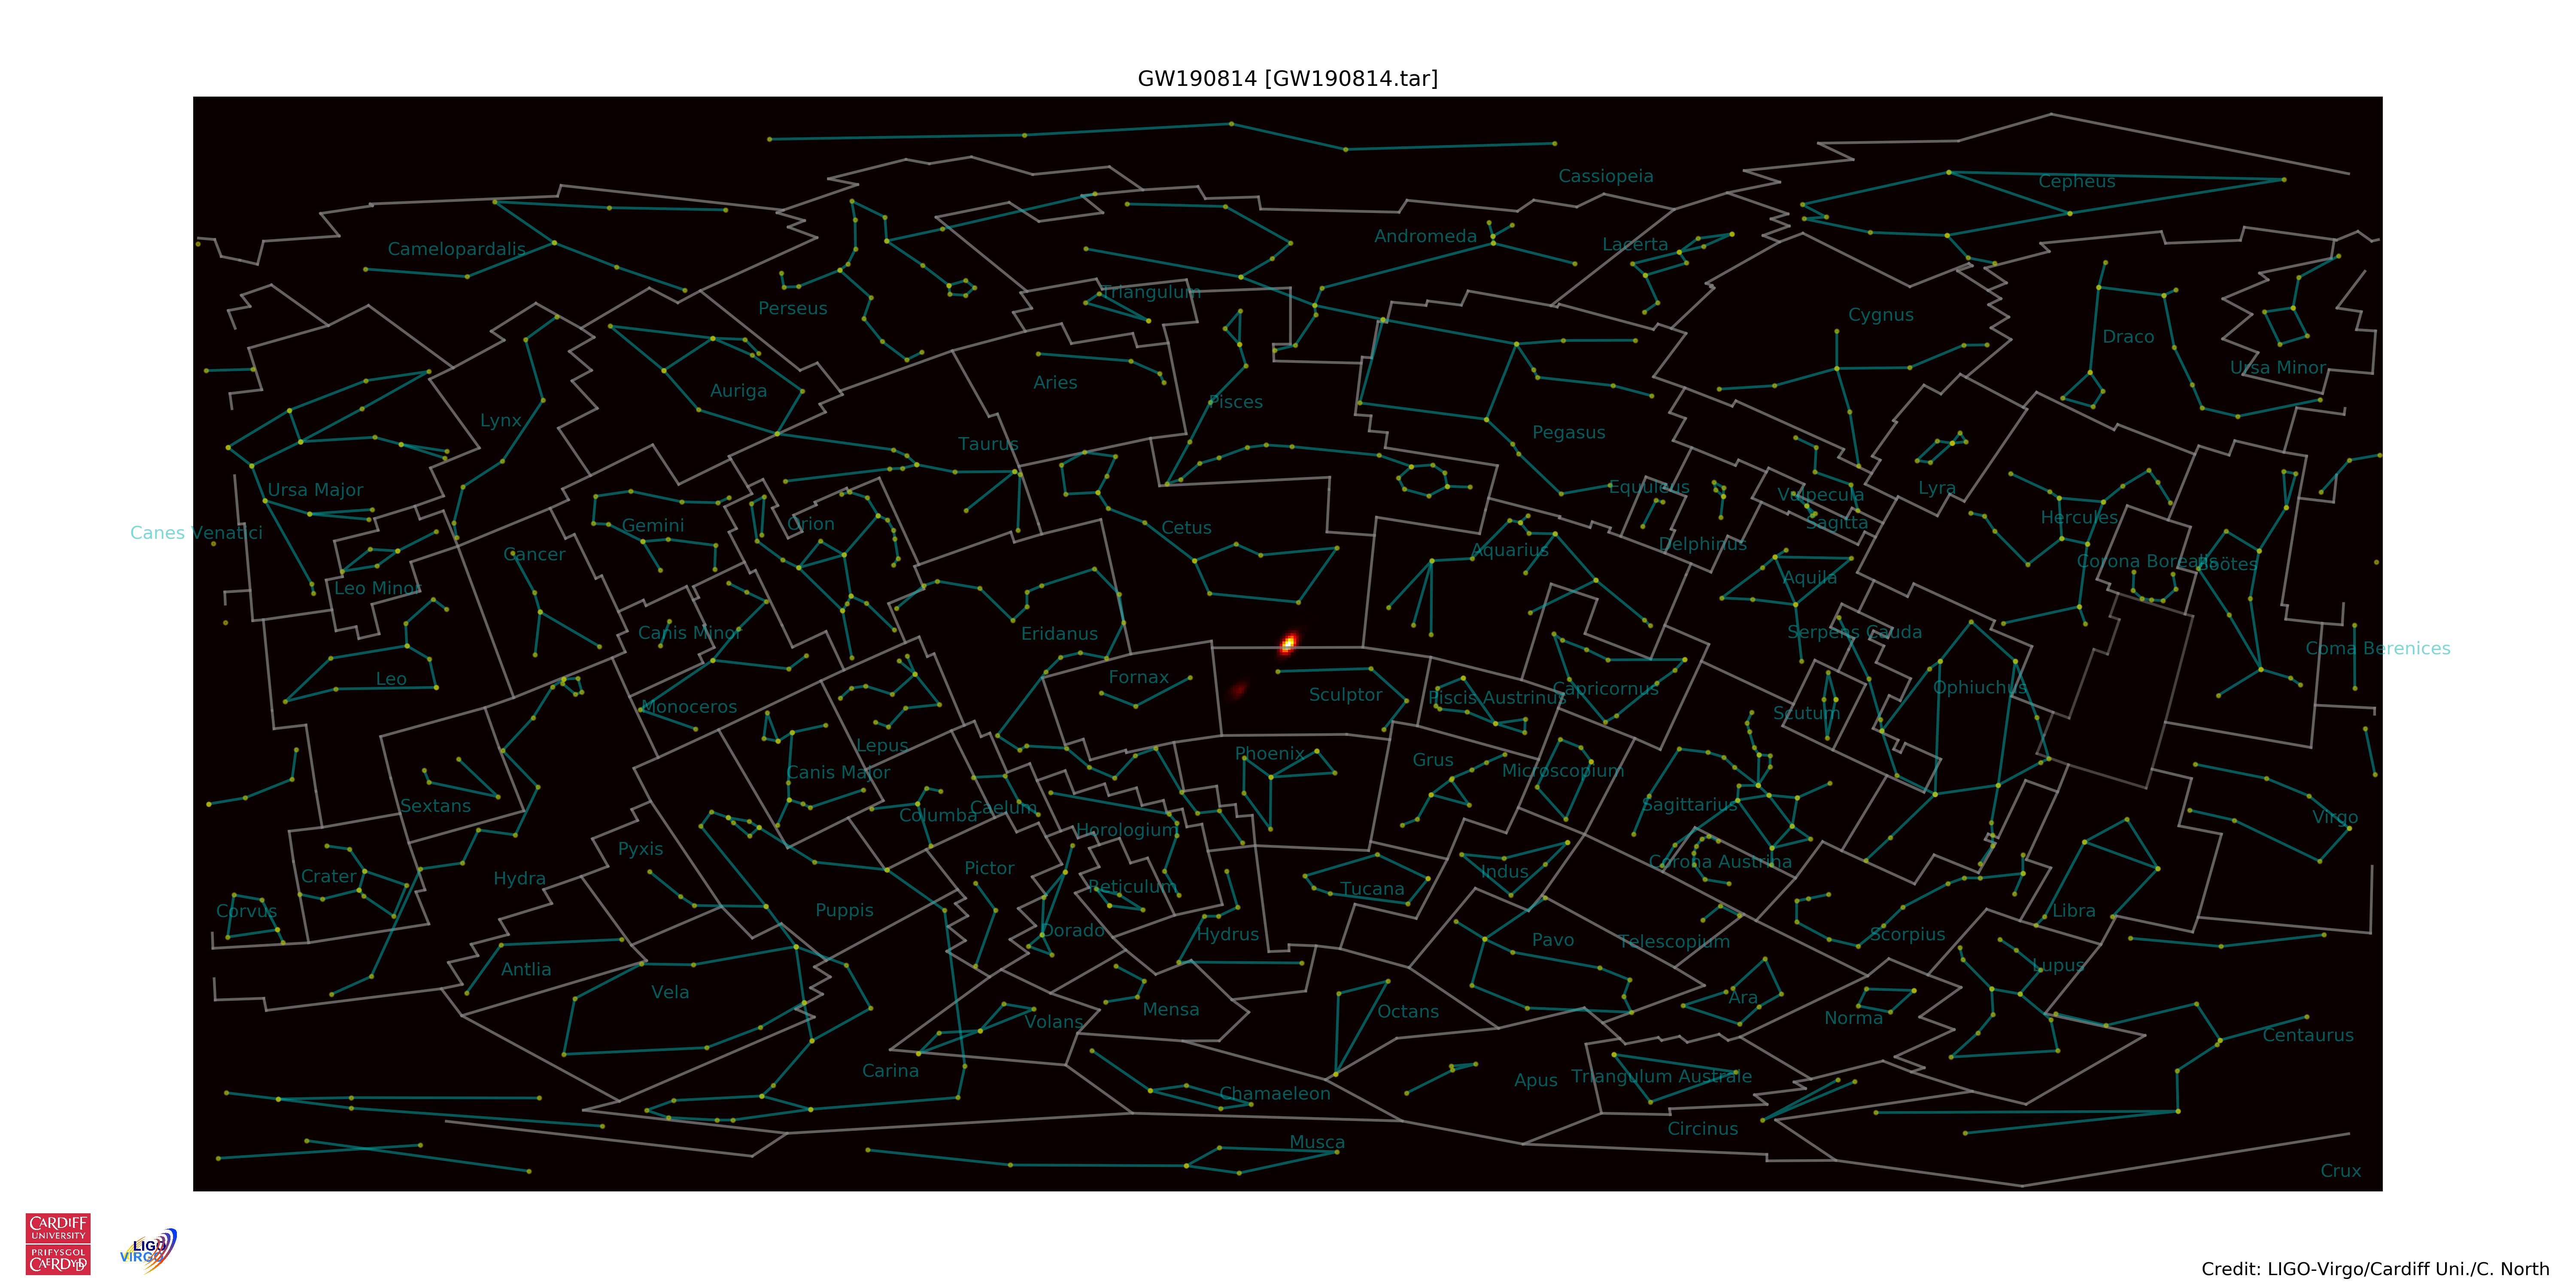 GW190814 [GW190814.tar]
Cassiopeia
Cepheus
Camelopardalis
Andromeda
Lacerta
Triangulum
Perseus
Cygnus
Draco
Ursa Minor
Aries
Auriga
Pisces
Lynx
Pegasus
Taurus
Ursa Major
Equuleus
Vulpecula
Lyra
Gemini
Orion
Cetus
Sagitta
Hercules
Canes Venatici
Cancer
Aquarius
Delphinus
Corona Borealis
Boötes
Leo Minor
Aquila
Canis Minor
Eridanus
Serpens Cauda
Coma Berenices
Leo
Fornax
Sculptor
Piscis Austrinus
Capricornus
Ophiuchus
Monoceros
Scutum
Lepus
Phoenix
Grus
Canis Major
Microscopium
Sextans
Columba
Caelum
Sagittarius
Virgo
Horologium
Pyxis
Crater
Hydra
Pictor
Reticulum
Tucana
Indus
Corona Austrina
Corvus
Puppis
Dorado
Hydrus
Pavo
Telescopium
Scorpius
Libra
Antlia
Vela
Lupus
Volans
Mensa
Octans
Ara
Norma
Centaurus
Carina
Chamaeleon
Apus
Triangulum Australe
Musca
Circinus
Crux
CARDIFF
UNIVERSITY
PRIFYSGOL
CAERDYDD
LIGO
VIRGO
Credit: LIGO-Virgo/Cardiff Uni./C. North